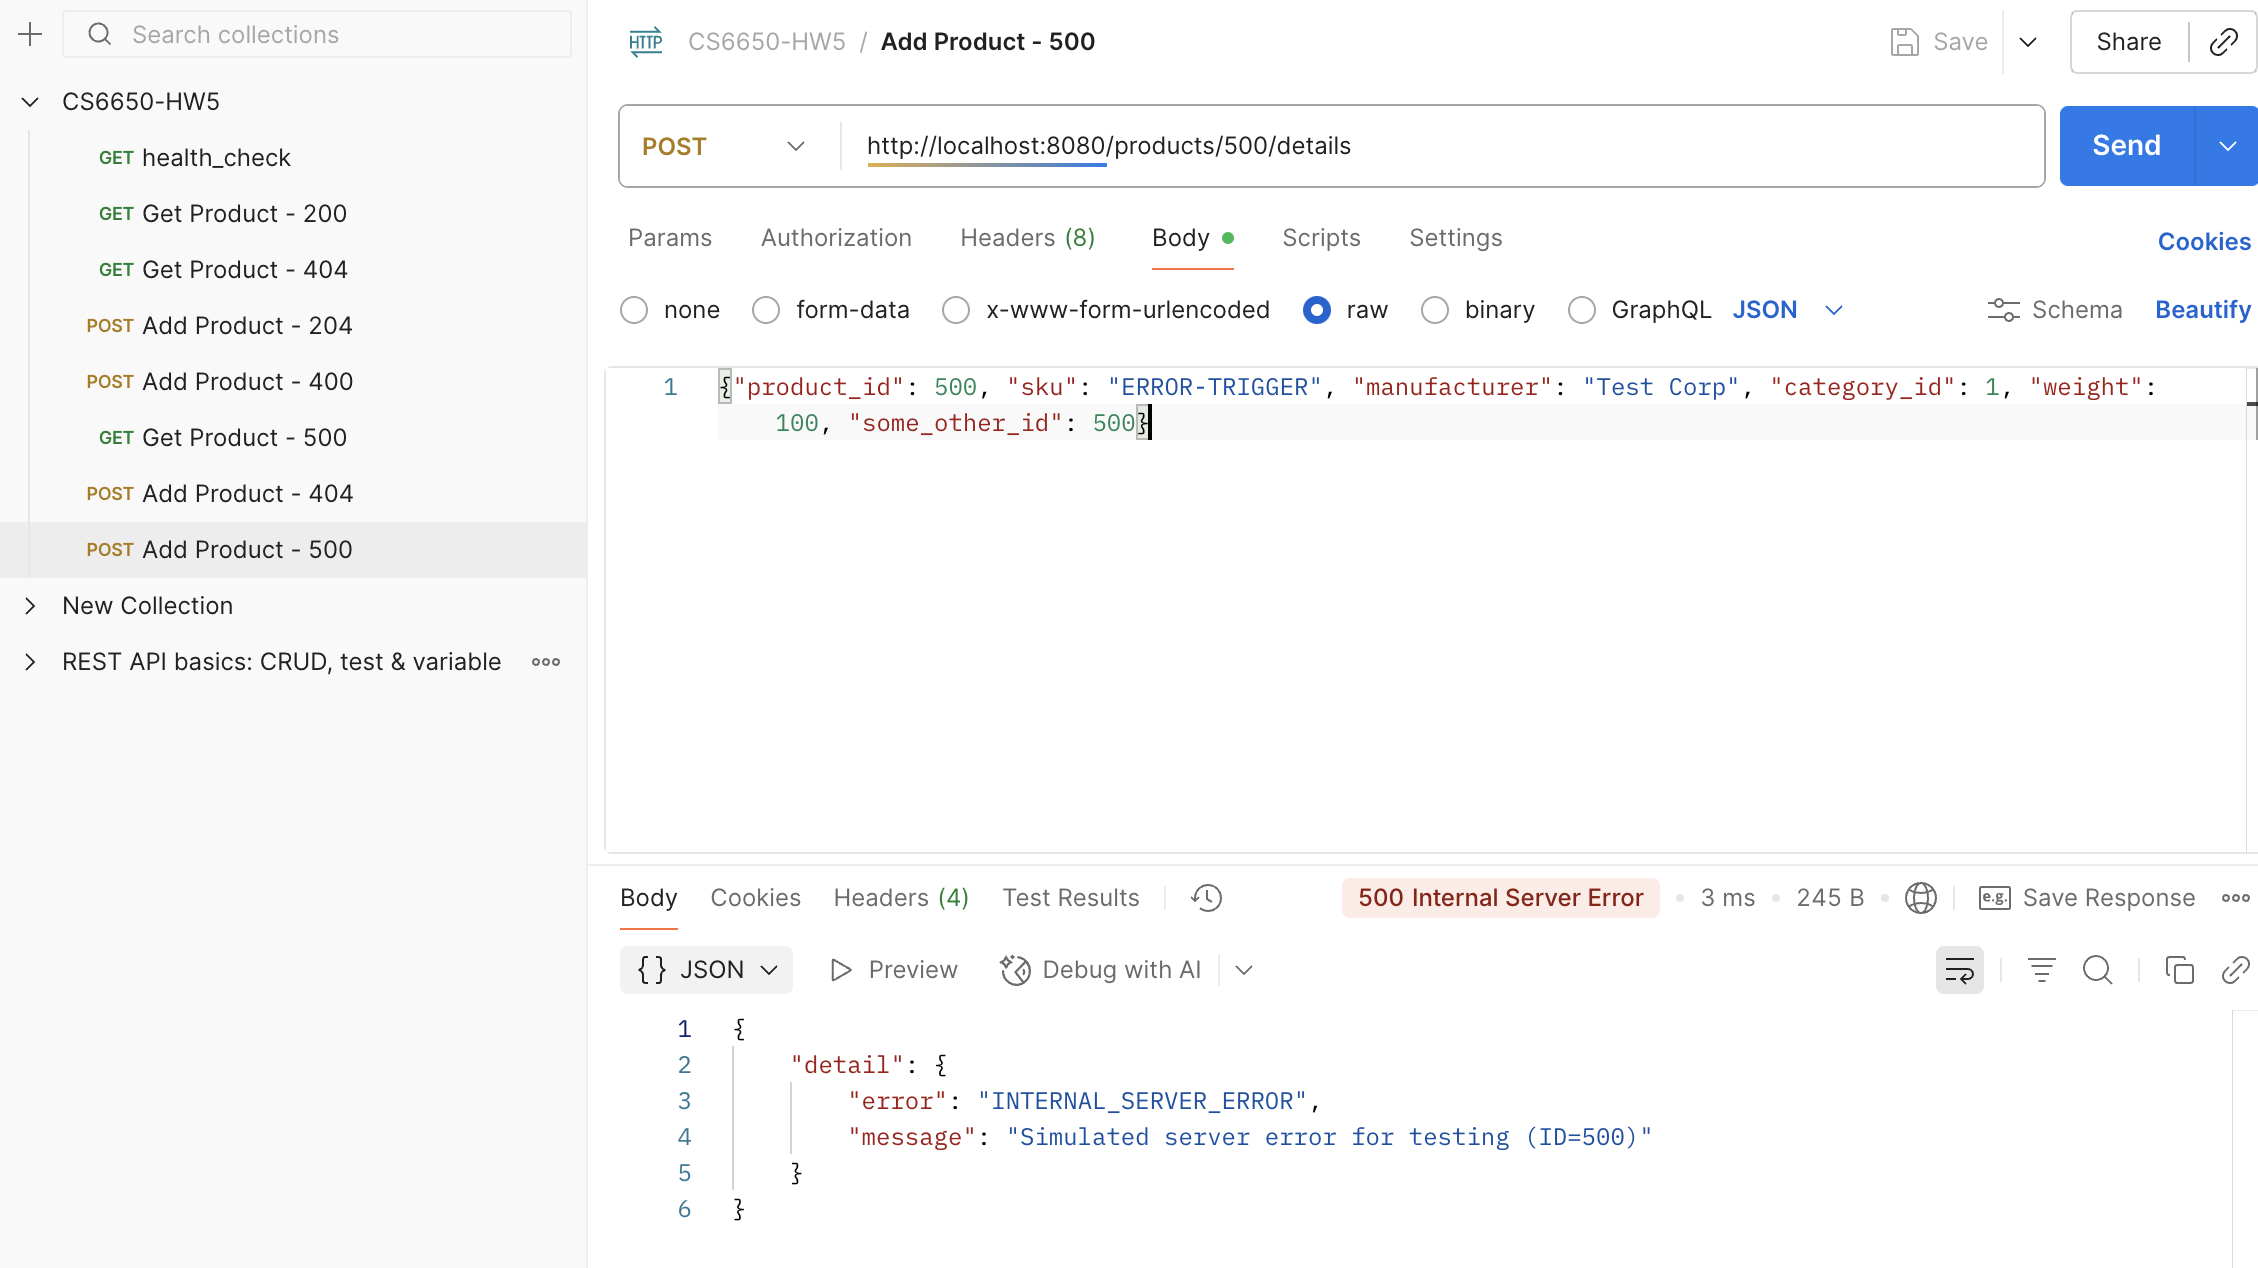 Search collections
CS6650-HW5
GET health_check
GET Get Product - 200
GET Get Product - 404
POST Add Product - 204
POST Add Product - 400
GET Get Product - 500
POST Add Product - 404
POST Add Product - 500
New Collection
REST API basics: CRUD, test & variable
HTTP CS6650-HW5 / Add Product - 500
Save
Share
POST http://localhost:8080/products/500/details
Send
Params Authorization Headers (8) Body Scripts Settings Cookies
none form-data x-www-form-urlencoded raw binary GraphQL JSON Schema Beautify
1 {"product_id": 500, "sku": "ERROR-TRIGGER", "manufacturer": "Test Corp", "category_id": 1, "weight":
100, "some_other_id": 500}
Body Cookies Headers (4) Test Results 500 Internal Server Error 3 ms 245 B e.g. Save Response
{} JSON Preview Debug with AI
1 {
2 "detail": {
3 "error": "INTERNAL_SERVER_ERROR",
4 "message": "Simulated server error for testing (ID=500)"
5 }
6 }